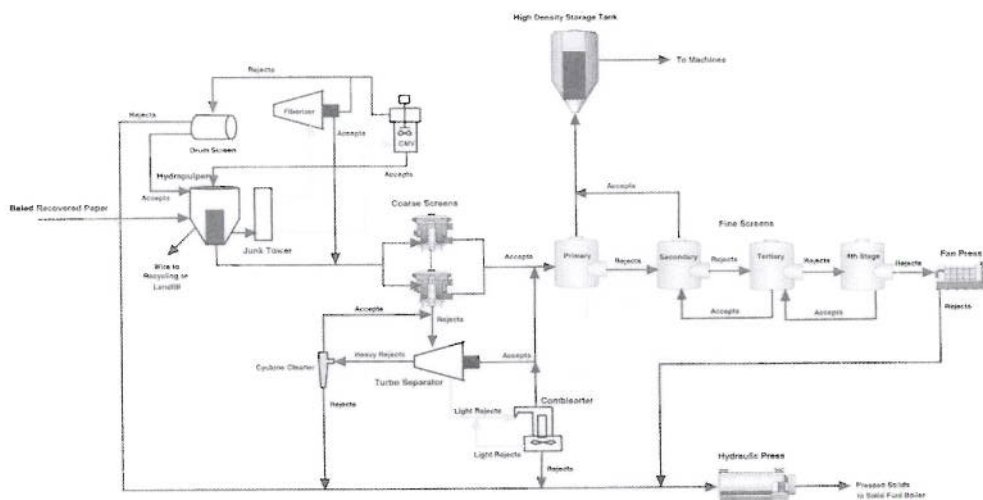 High Density Storage Tank
To Machines
Rejects
Rejects
Fiberizer
Accepts
CMV
Drum Screen
Hydropulper
Accepts
Accepts
Baled Recovered Paper
Junk Tower
Wire to
Recycling or
Landfill
Coarse Screens
Accepts
Fine Screens
Accepts
Primary
Rejects
Secondary
Rejects
Tertiary
Rejects
4th Stage
Rejects
Fan Press
Accepts
Accepts
Rejects
Accepts
Rejects
Cyclone Cleaner
Heavy Rejects
Turbo Separator
Accepts
Rejects
Light Rejects
Combisorter
Light Rejects
Rejects
Hydraulic Press
Pressed Solids
to Solid Fuel Boiler